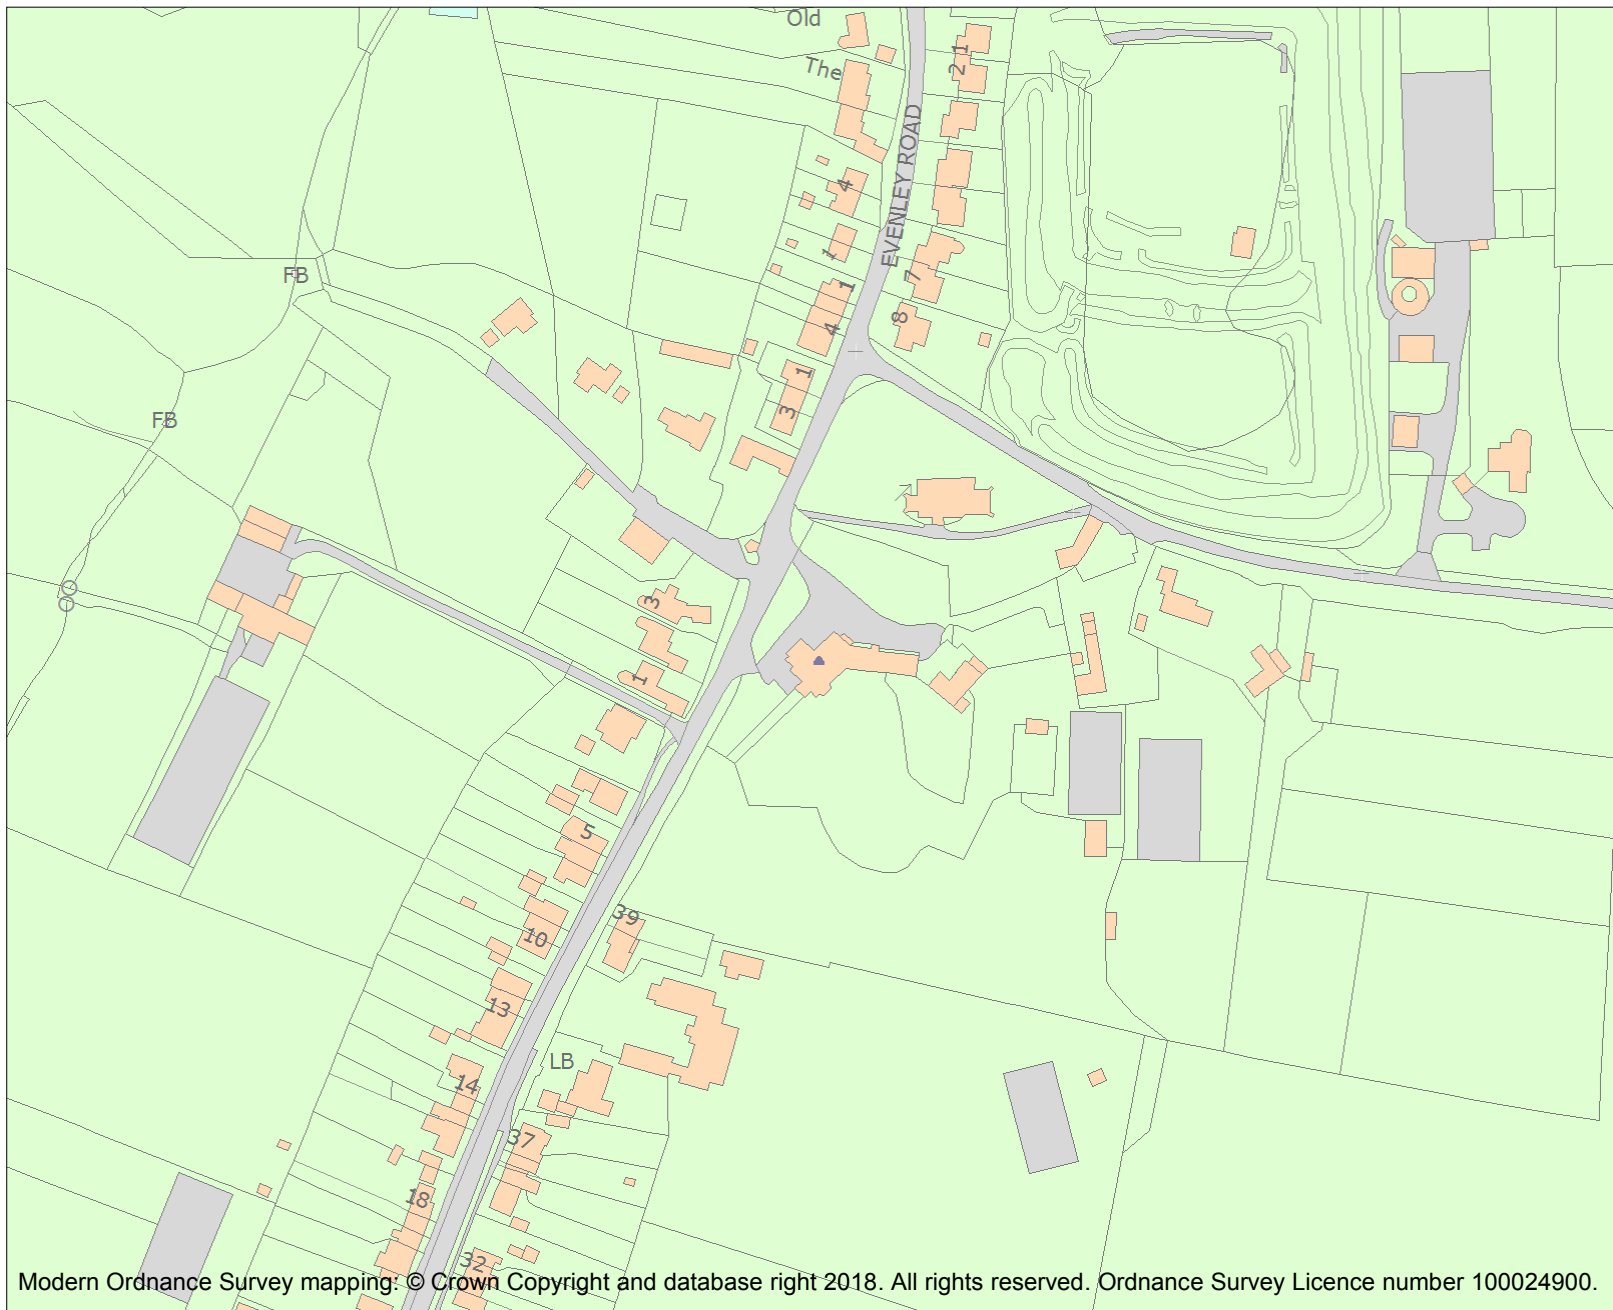 Old
The
1
2
EVENLEY ROAD
4
1
7
8
1
4
1
3
FB
FB
3
1
5
10
39
13
LB
14
37
18
32
Modern Ordnance Survey mapping: © Crown Copyright and database right 2018. All rights reserved. Ordnance Survey Licence number 100024900.